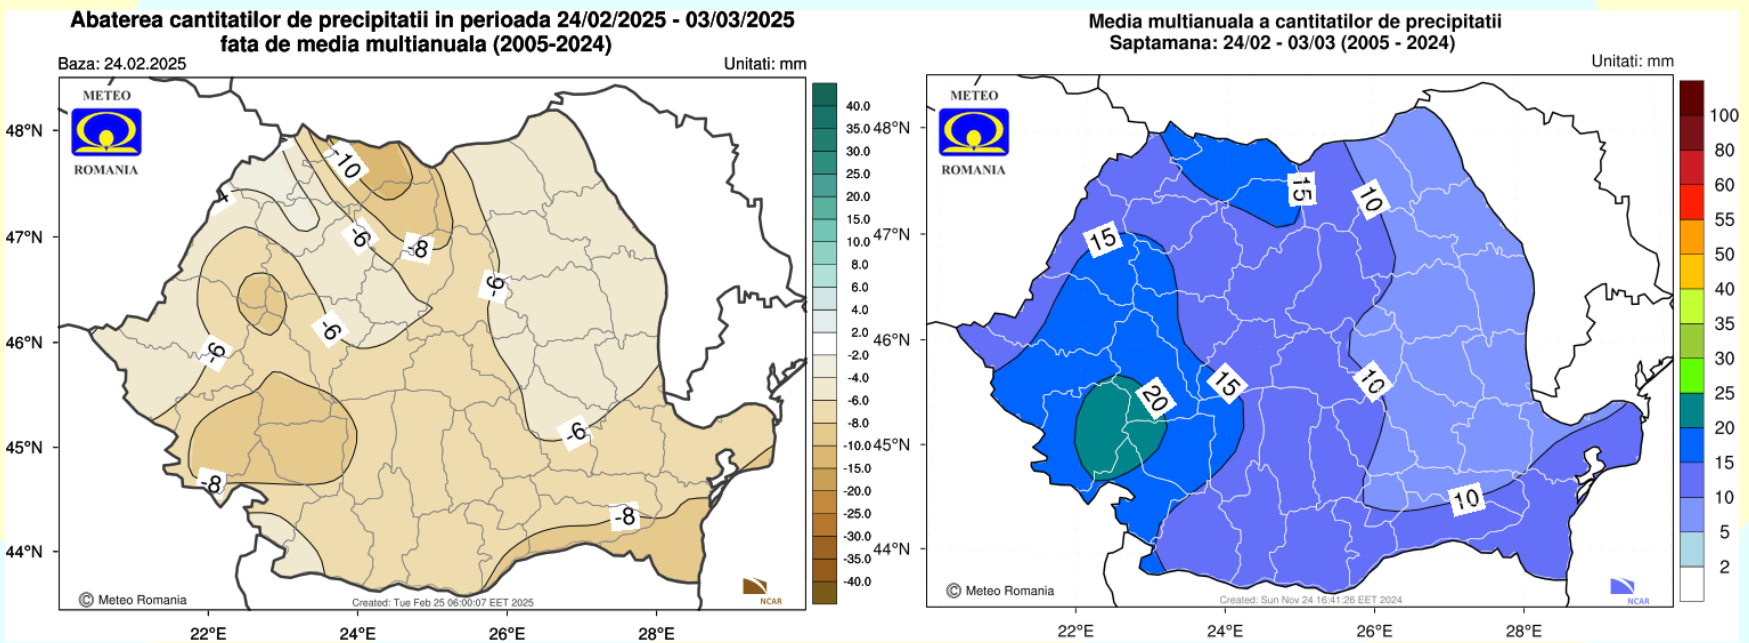 Abaterea cantitatilor de precipitatii in perioada 24/02/2025 - 03/03/2025
fata de media multianuala (2005-2024)
Baza: 24.02.2025
Unitati: mm
METEO
ROMANIA
48°N
47°N
46°N
45°N
44°N
22°E
24°E
26°E
28°E
-10
4
-6
-8
-6
-6
-6
-6
-8
-8
40.0
35.0
30.0
25.0
20.0
15.0
10.0
8.0
6.0
4.0
2.0
-2.0
-4.0
-6.0
-8.0
-10.0
-15.0
-20.0
-25.0
-30.0
-35.0
-40.0
© Meteo Romania
Created: Tue Feb 25 06:00:07 EET 2025
NCAR
Media multianuala a cantitatilor de precipitatii
Saptamana: 24/02 - 03/03 (2005 - 2024)
Unitati: mm
METEO
ROMANIA
48°N
47°N
46°N
45°N
44°N
22°E
24°E
26°E
28°E
15
10
15
20
15
10
10
100
80
60
55
50
40
35
30
25
20
15
10
5
2
© Meteo Romania
Created: Sun Nov 24 16:41:26 EET 2024
NCAR